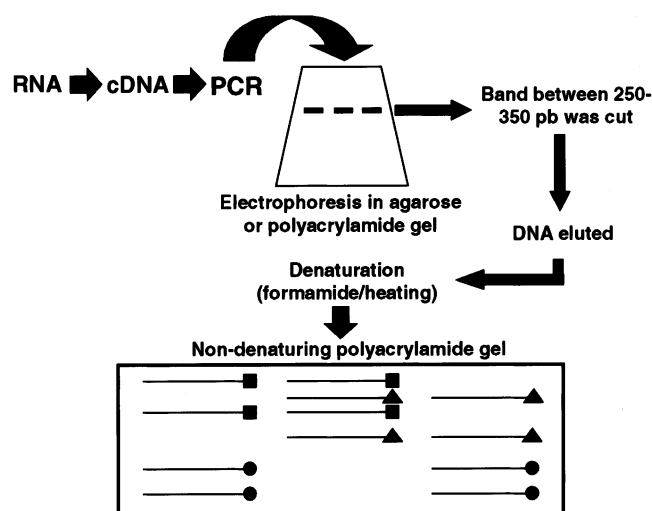 RNA cDNA PCR
Band between 250-
350 pb was cut
Electrophoresis in agarose
or polyacrylamide gel
DNA eluted
Denaturation
(formamide/heating)
Non-denaturing polyacrylamide gel